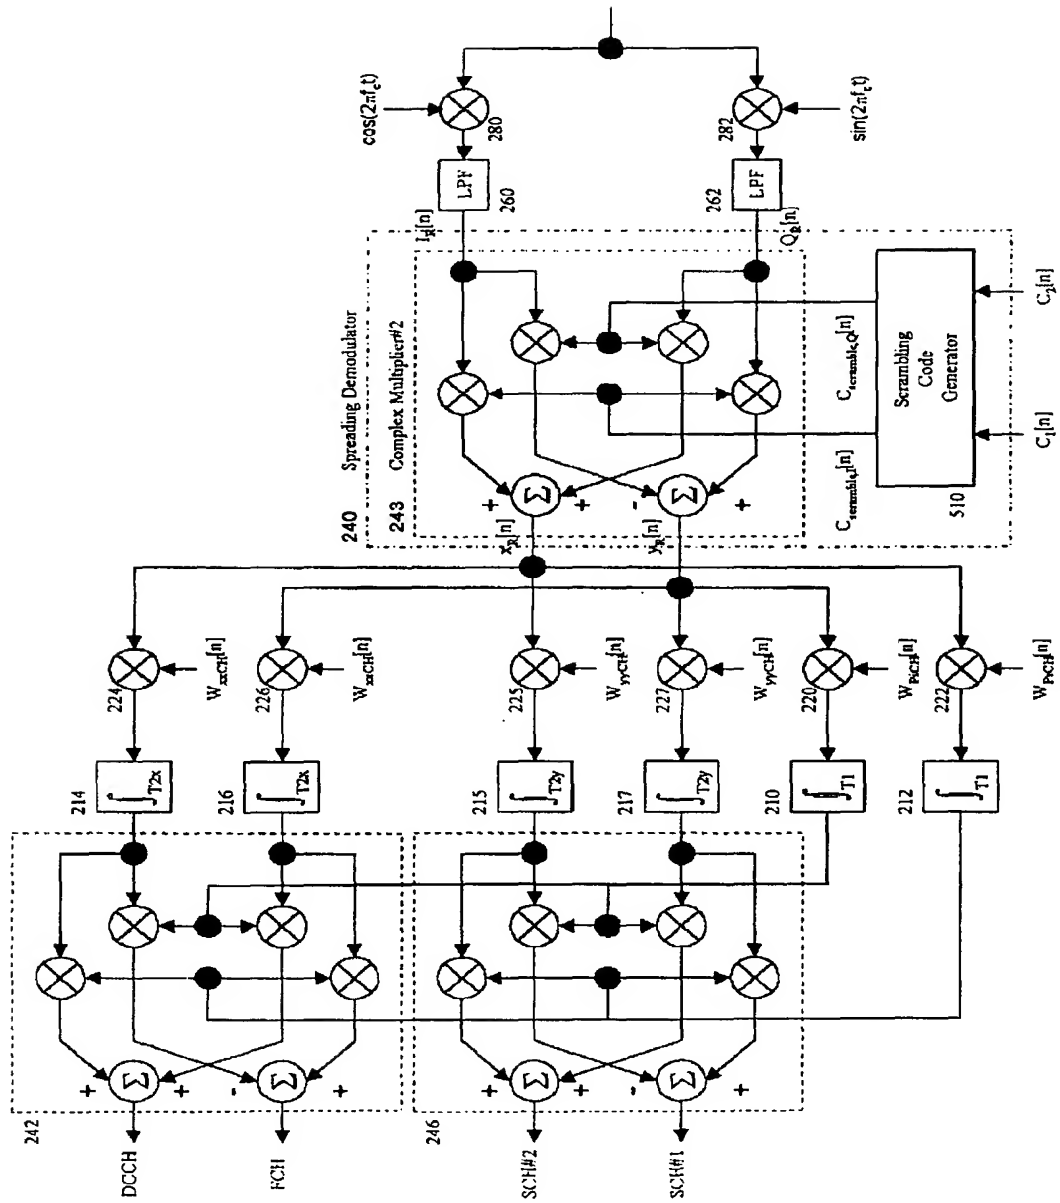 cos(2πf_c t)
280
282
sin(2πf_c t)
LPF
260
LPF
262
I_R[n]
Q_R[n]
240 Spreading Demodulator
243 Complex Multiplier#2
C_scramble,Q[n]
C_scramble,I[n]
Scrambling
Code
Generator
510
C_2[n]
C_1[n]
+
Σ
+
-
Σ
+
x_R[n]
y_R[n]
224
W_xxCH[n]
226
W_xxCH[n]
225
W_yyCH[n]
227
W_yyCH[n]
220
W_PiCH[n]
222
W_PiCH[n]
214
∫T2x
216
∫T2x
215
∫T2y
217
∫T2y
210
∫T1
212
∫T1
+
Σ
+
-
Σ
+
242
DCCH
FCH
+
Σ
+
-
Σ
+
246
SCH#2
SCH#1